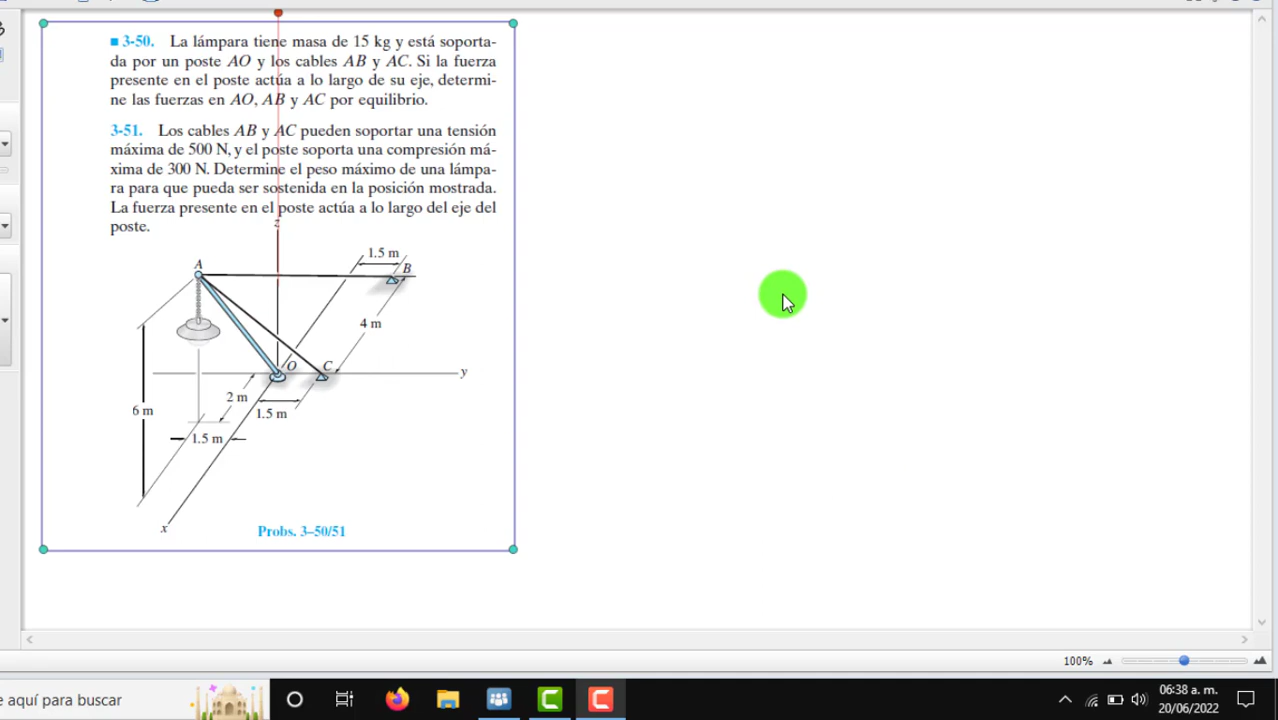 ■ 3-50. La lámpara tiene masa de 15 kg y está soporta-
da por un poste AO y los cables AB y AC. Si la fuerza
presente en el poste actúa a lo largo de su eje, determi-
ne las fuerzas en AO, AB y AC por equilibrio.
3-51. Los cables AB y AC pueden soportar una tensión
máxima de 500 N, y el poste soporta una compresión má-
xima de 300 N. Determine el peso máximo de una lámpa-
ra para que pueda ser sostenida en la posición mostrada.
La fuerza presente en el poste actúa a lo largo del eje del
poste.
z
1.5 m
A
B
4 m
O
C
y
2 m
6 m
1.5 m
1.5 m
x
Probs. 3–50/51
100%
e aquí para buscar
06:38 a. m.
20/06/2022